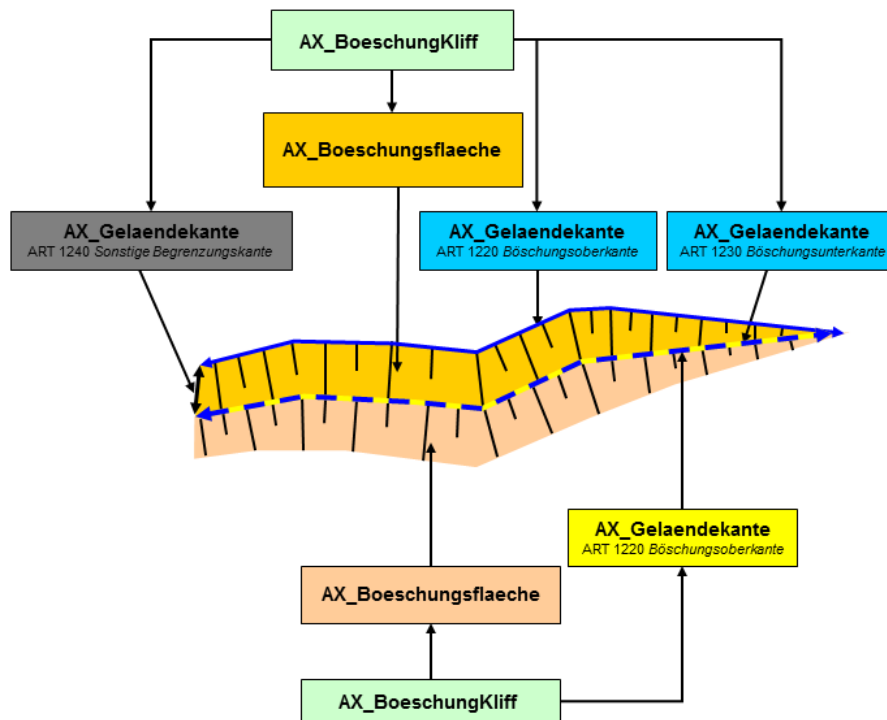 AX_BoeschungKliff
AX_Boeschungsflaeche
AX_Gelaendekante
ART 1240 Sonstige Begrenzungskante
AX_Gelaendekante
ART 1220 Böschungsoberkante
AX_Gelaendekante
ART 1230 Böschungsunterkante
AX_Gelaendekante
ART 1220 Böschungsoberkante
AX_Boeschungsflaeche
AX_BoeschungKliff